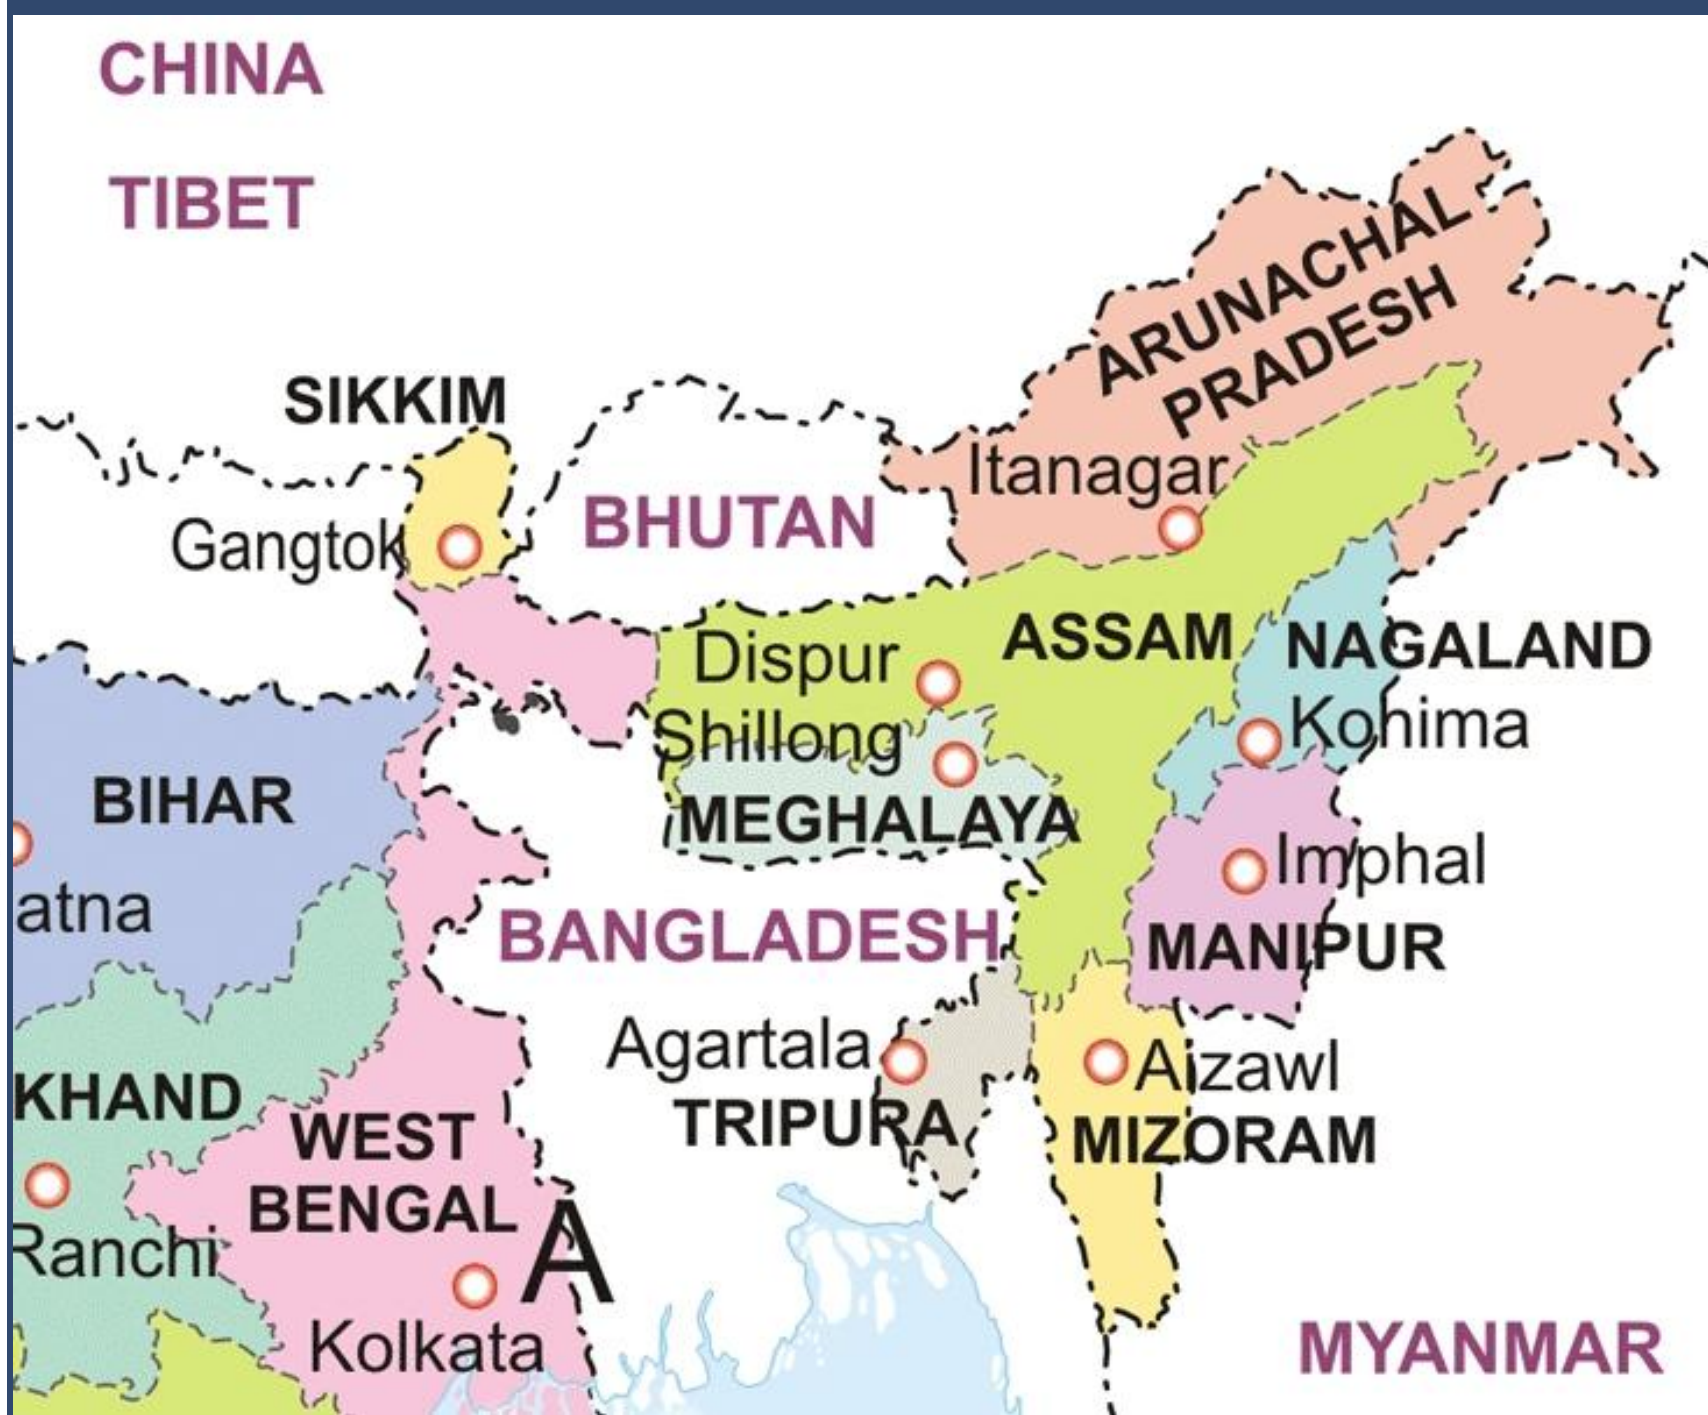 CHINA
TIBET
ARUNACHAL
PRADESH
SIKKIM
Itanagar
Gangtok
BHUTAN
ASSAM
NAGALAND
Dispur
Shillong
Kohima
BIHAR
MEGHALAYA
Imphal
atna
BANGLADESH
MANIPUR
Agartala
Aizawl
KHAND
TRIPURA
MIZORAM
WEST
BENGAL
A
Ranchi
Kolkata
MYANMAR